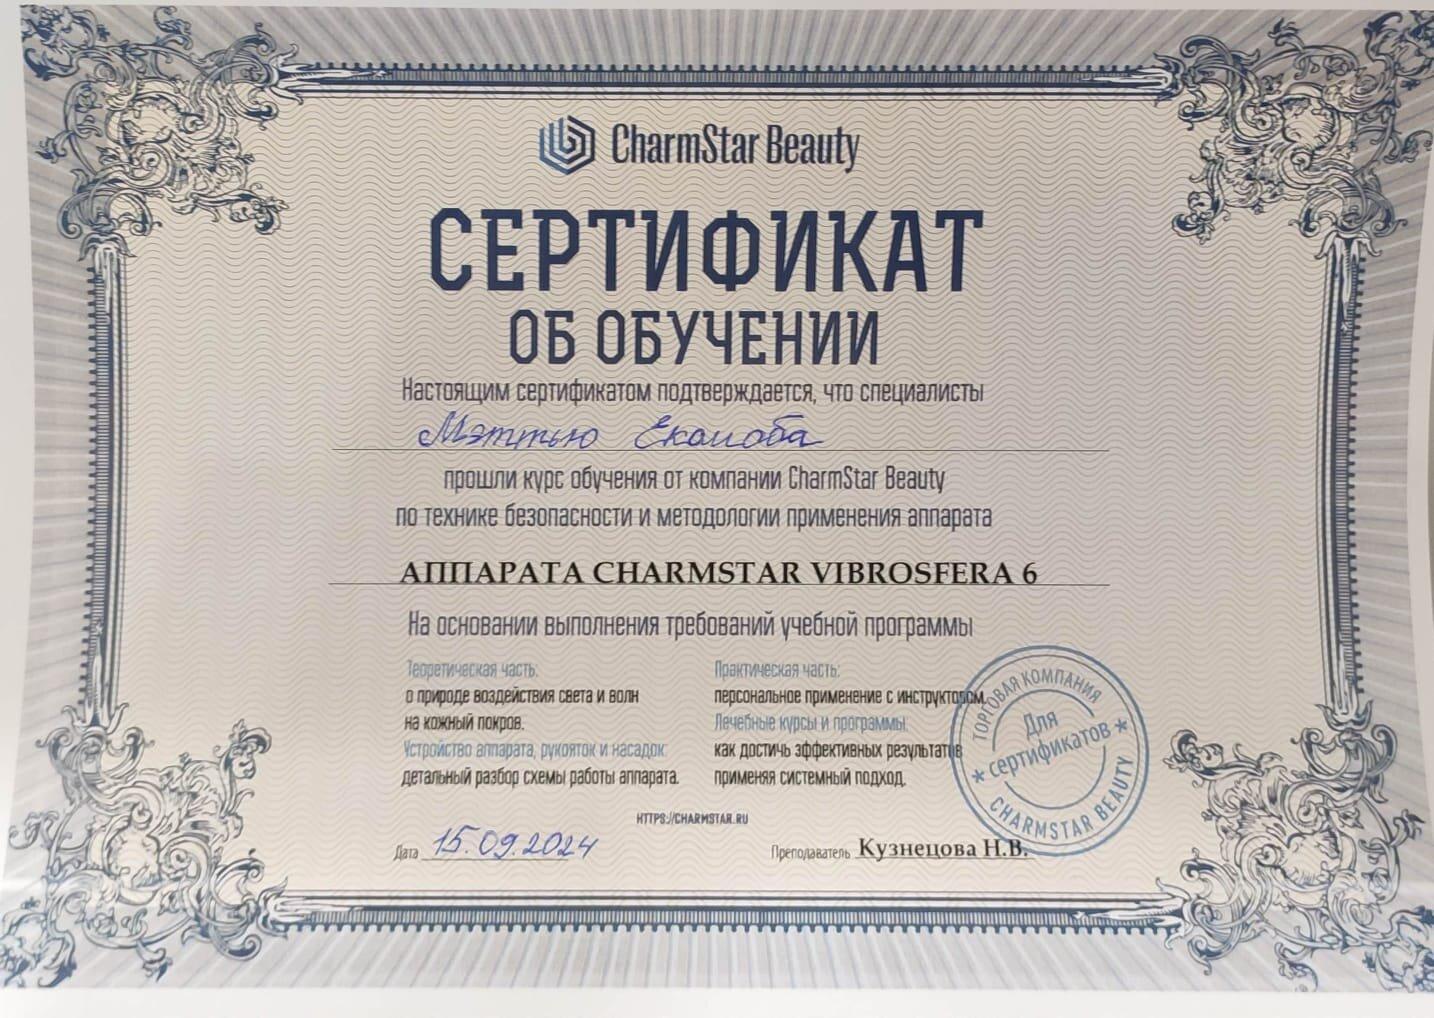 CharmStar Beauty
СЕРТИФИКАТ
ОБ ОБУЧЕНИИ
Настоящим сертификатом подтверждается, что специалисты
Мэттью Екалоба
прошли курс обучения от компании CharmStar Beauty
по технике безопасности и методологии применения аппарата
АППАРАТА CHARMSTAR VIBROSFERA 6
На основании выполнения требований учебной программы
Теоретическая часть:
о природе воздействия света и волн
на кожный покров.
Устройство аппарата, рукояток и насадок:
детальный разбор схемы работы аппарата.
Практическая часть:
персональное применение с инструктором.
Лечебные курсы и программы:
как достичь эффективных результатов
применяя системный подход.
ТОРГОВАЯ КОМПАНИЯ
Для
* сертификатов *
CHARMSTAR BEAUTY
HTTPS://CHARMSTAR.RU
Дата 15.09.2024
Преподаватель Кузнецова Н.В.